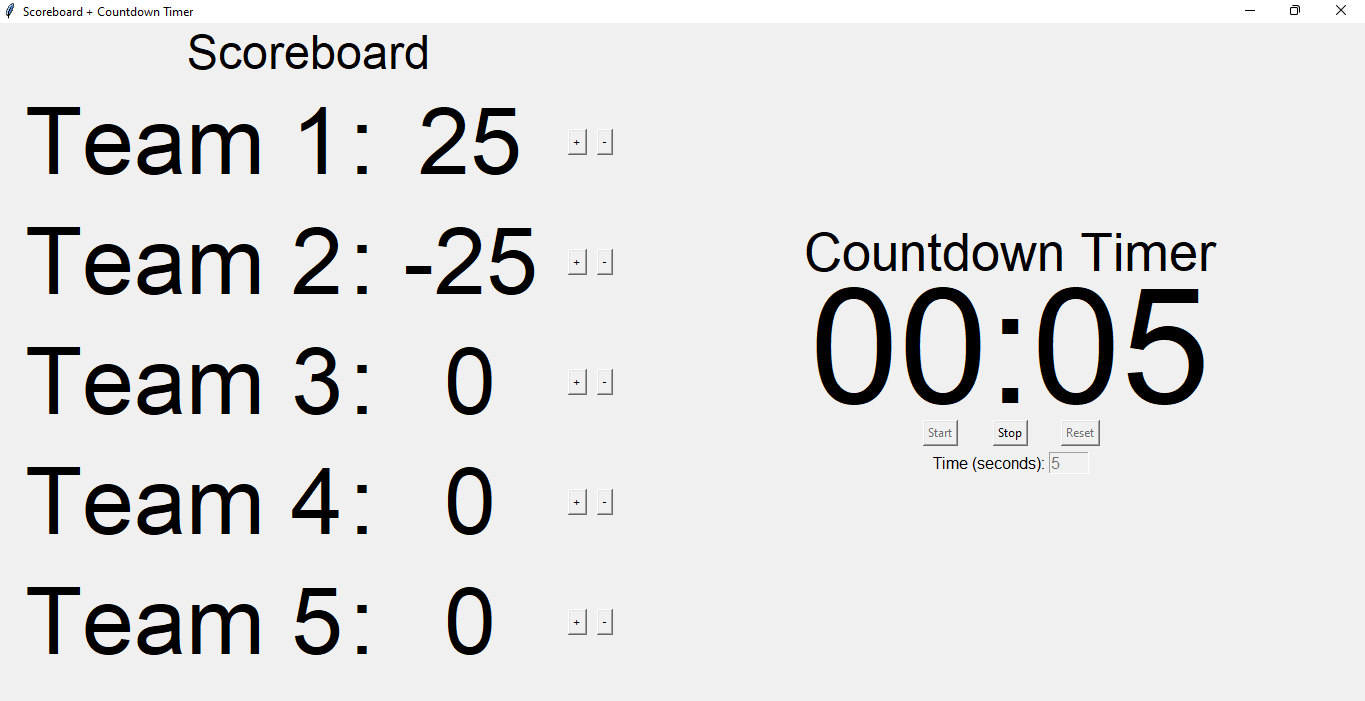 Scoreboard + Countdown Timer
Scoreboard
Team 1: 25 + -
Team 2: -25 + -
Team 3: 0 + -
Team 4: 0 + -
Team 5: 0 + -
Countdown Timer
00:05
Start Stop Reset
Time (seconds): 5